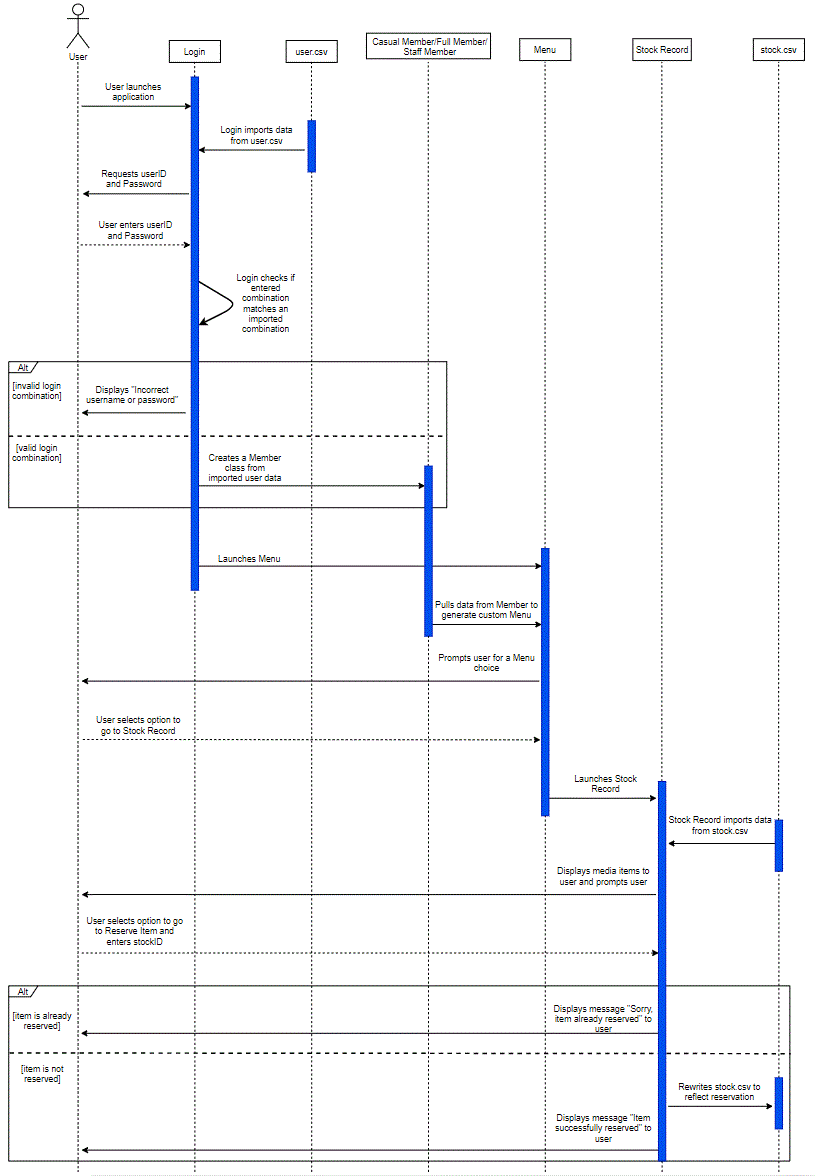 User
Login
user.csv
Casual Member/Full Member/
Staff Member
Menu
Stock Record
stock.csv
User launches
application
Login imports data
from user.csv
Requests userID
and Password
User enters userID
and Password
Login checks if
entered
combination
matches an
imported
combination
Alt
[invalid login
combination]
Displays "Incorrect
username or password"
[valid login
combination]
Creates a Member
class from
imported user data
Launches Menu
Pulls data from Member to
generate custom Menu
Prompts user for a Menu
choice
User selects option to
go to Stock Record
Launches Stock
Record
Stock Record imports data
from stock.csv
Displays media items to
user and prompts user
User selects option to go
to Reserve Item and
enters stockID
Alt
[item is already
reserved]
Displays message "Sorry,
item already reserved" to
user
[item is not
reserved]
Rewrites stock.csv to
reflect reservation
Displays message "Item
successfully reserved" to
user